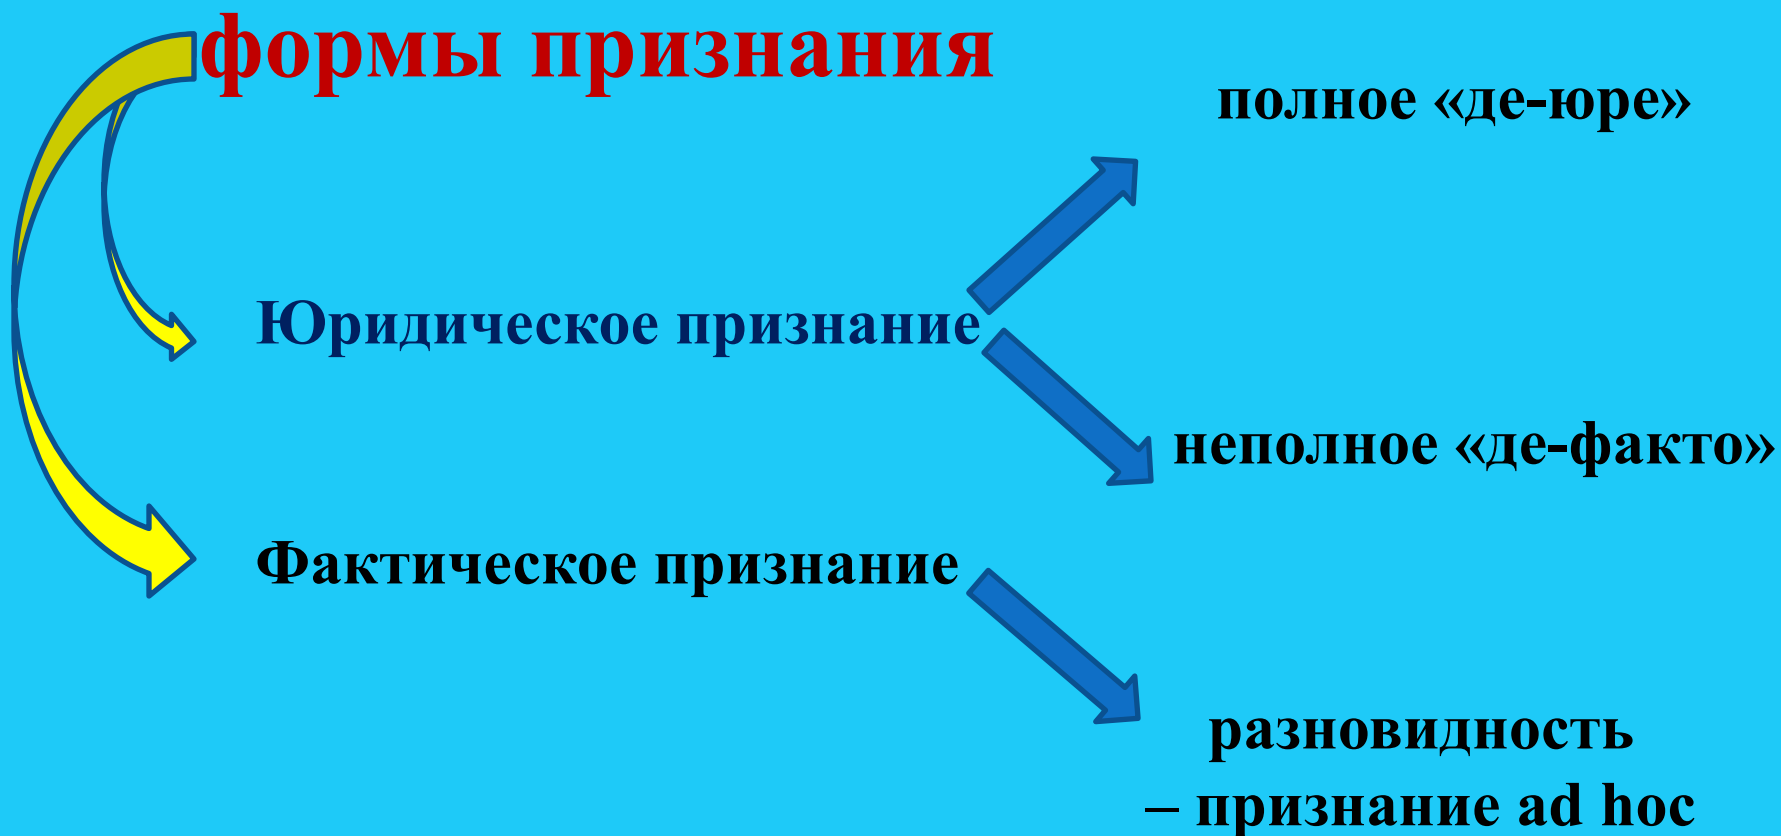 формы признания
полное «де-юре»
Юридическое признание
неполное «де-факто»
Фактическое признание
разновидность
– признание ad hoc